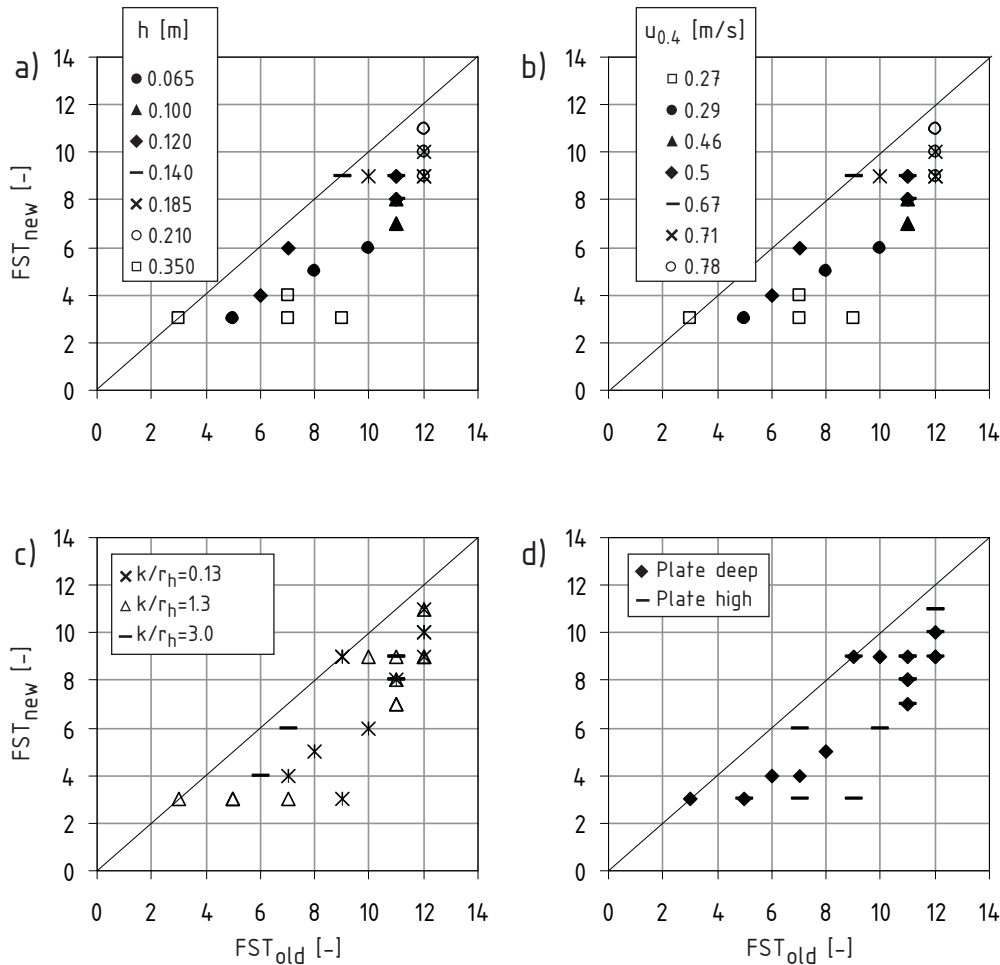 a)
h [m]
0.065
0.100
0.120
0.140
0.185
0.210
0.350
FST_new [-]
14
12
10
8
6
4
2
0
0 2 4 6 8 10 12 14
b)
u_0.4 [m/s]
0.27
0.29
0.46
0.5
0.67
0.71
0.78
14
12
10
8
6
4
2
0
0 2 4 6 8 10 12 14
c)
k/r_h=0.13
k/r_h=1.3
k/r_h=3.0
FST_new [-]
14
12
10
8
6
4
2
0
0 2 4 6 8 10 12 14
FST_old [-]
d)
Plate deep
Plate high
14
12
10
8
6
4
2
0
0 2 4 6 8 10 12 14
FST_old [-]